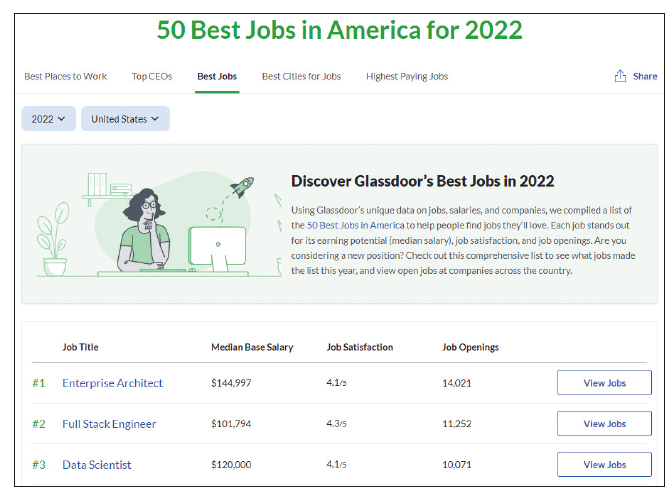 50 Best Jobs in America for 2022
Best Places to Work Top CEOs Best Jobs Best Cities for Jobs Highest Paying Jobs Share
2022 United States
Discover Glassdoor's Best Jobs in 2022
Using Glassdoor's unique data on jobs, salaries, and companies, we compiled a list of
the 50 Best Jobs in America to help people find jobs they'll love. Each job stands out
for its earning potential (median salary), job satisfaction, and job openings. Are you
considering a new position? Check out this comprehensive list to see what jobs made
the list this year, and view open jobs at companies across the country.
Job Title Median Base Salary Job Satisfaction Job Openings
#1 Enterprise Architect $144,997 4.1/5 14,021 View Jobs
#2 Full Stack Engineer $101,794 4.3/5 11,252 View Jobs
#3 Data Scientist $120,000 4.1/5 10,071 View Jobs